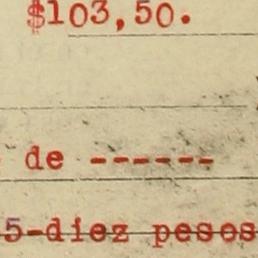 $103,50.
de ------
5-diez pesos